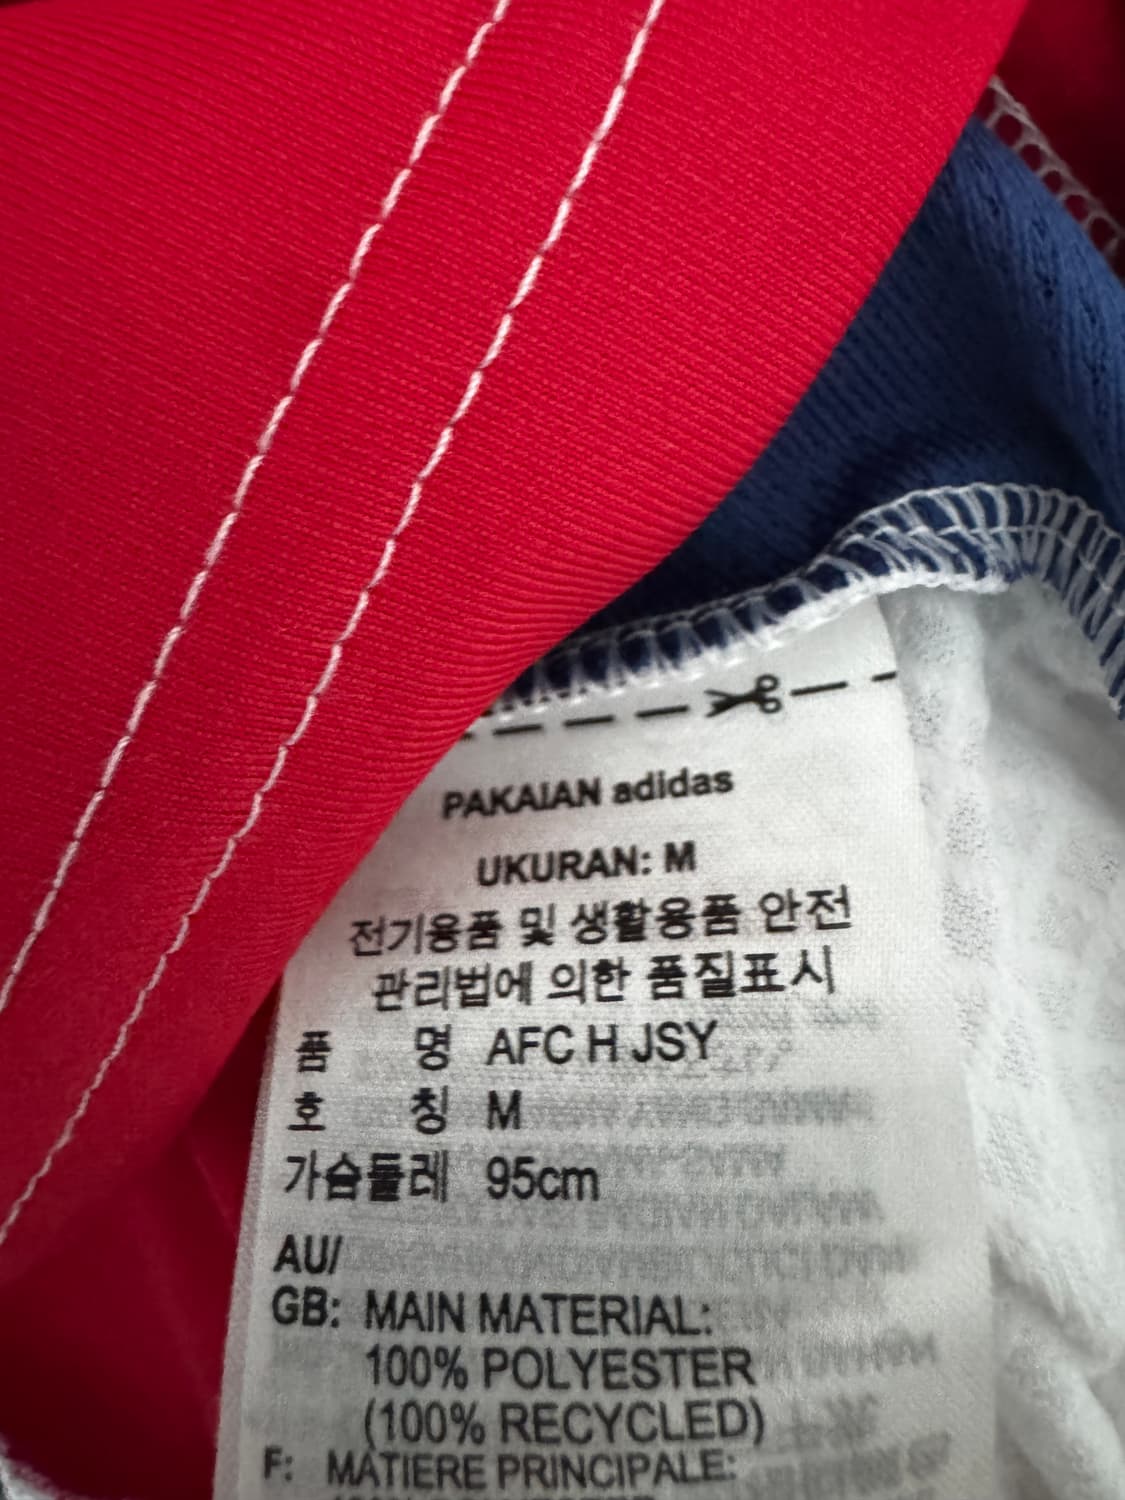 PAKAIAN adidas
UKURAN: M
전기용품 및 생활용품 안전
관리법에 의한 품질표시
품 명 AFC H JSY
호 칭 M
가슴둘레 95cm
AU/
GB: MAIN MATERIAL:
100% POLYESTER
(100% RECYCLED)
F: MATIERE PRINCIPALE: